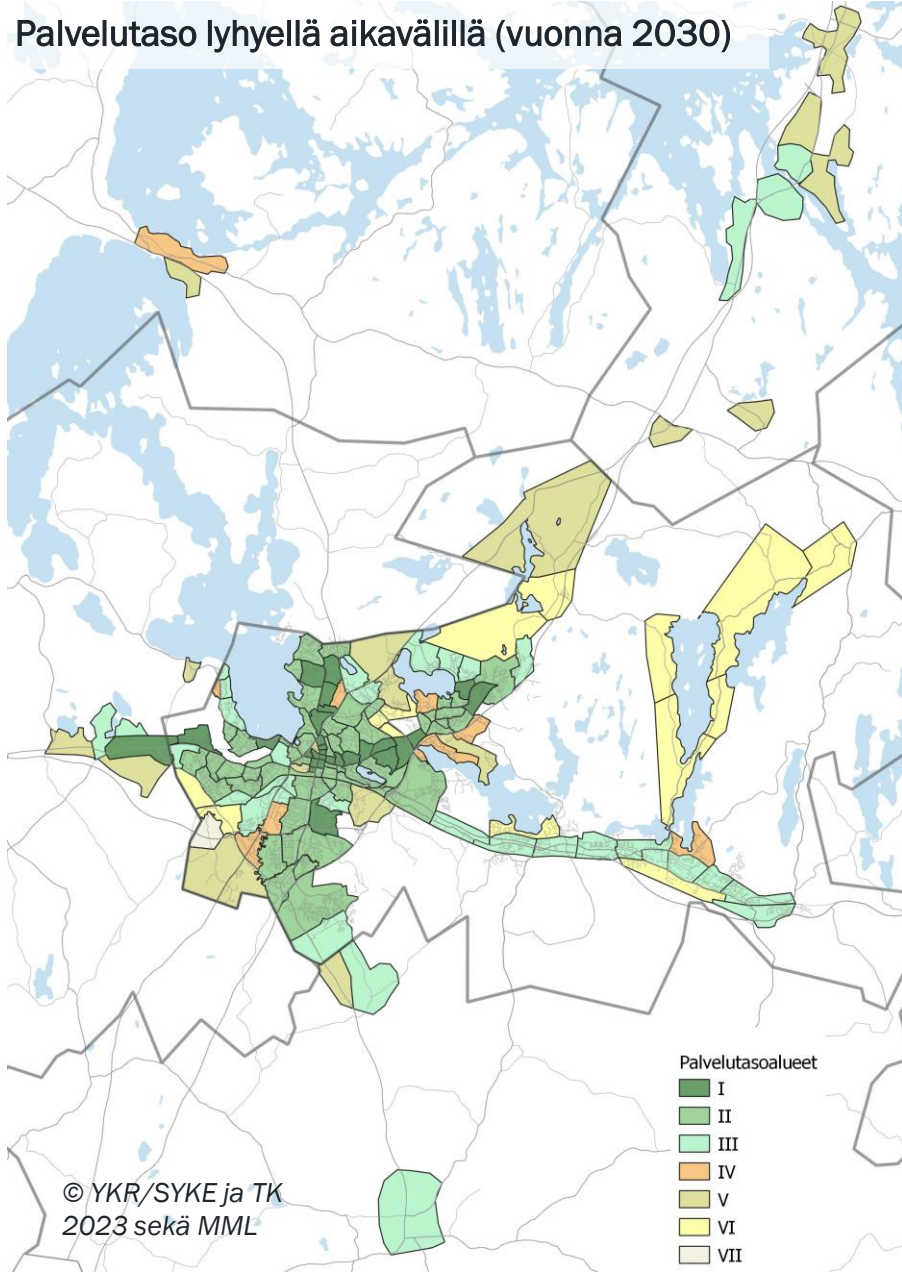 Palvelutaso lyhyellä aikavälillä (vuonna 2030)
Palvelutasoalueet
I
II
III
IV
V
VI
VII
© YKR/SYKE ja TK
2023 sekä MML